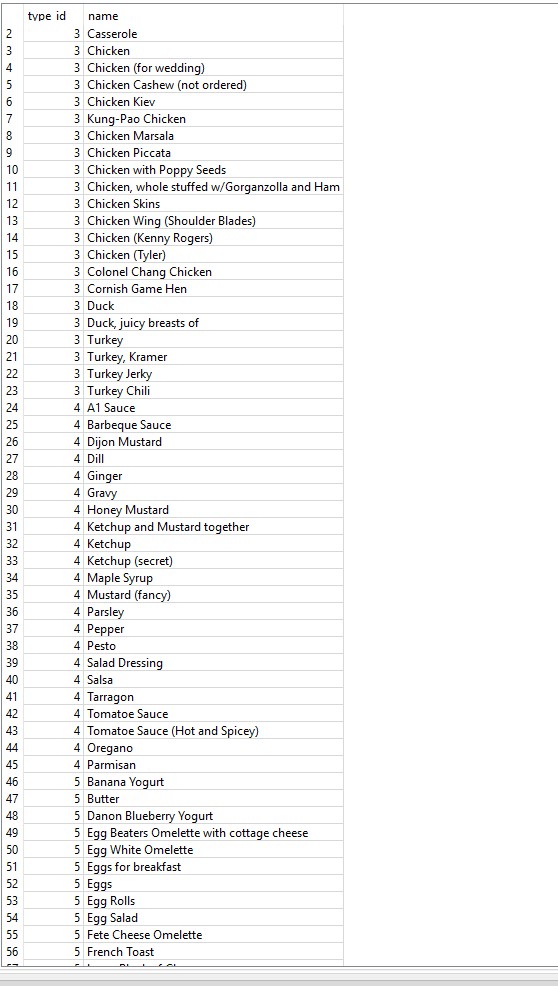 type_id name
2 3 Casserole
3 3 Chicken
4 3 Chicken (for wedding)
5 3 Chicken Cashew (not ordered)
6 3 Chicken Kiev
7 3 Kung-Pao Chicken
8 3 Chicken Marsala
9 3 Chicken Piccata
10 3 Chicken with Poppy Seeds
11 3 Chicken, whole stuffed w/Gorganzolla and Ham
12 3 Chicken Skins
13 3 Chicken Wing (Shoulder Blades)
14 3 Chicken (Kenny Rogers)
15 3 Chicken (Tyler)
16 3 Colonel Chang Chicken
17 3 Cornish Game Hen
18 3 Duck
19 3 Duck, juicy breasts of
20 3 Turkey
21 3 Turkey, Kramer
22 3 Turkey Jerky
23 3 Turkey Chili
24 4 A1 Sauce
25 4 Barbeque Sauce
26 4 Dijon Mustard
27 4 Dill
28 4 Ginger
29 4 Gravy
30 4 Honey Mustard
31 4 Ketchup and Mustard together
32 4 Ketchup
33 4 Ketchup (secret)
34 4 Maple Syrup
35 4 Mustard (fancy)
36 4 Parsley
37 4 Pepper
38 4 Pesto
39 4 Salad Dressing
40 4 Salsa
41 4 Tarragon
42 4 Tomatoe Sauce
43 4 Tomatoe Sauce (Hot and Spicey)
44 4 Oregano
45 4 Parmisan
46 5 Banana Yogurt
47 5 Butter
48 5 Danon Blueberry Yogurt
49 5 Egg Beaters Omelette with cottage cheese
50 5 Egg White Omelette
51 5 Eggs for breakfast
52 5 Eggs
53 5 Egg Rolls
54 5 Egg Salad
55 5 Fete Cheese Omelette
56 5 French Toast